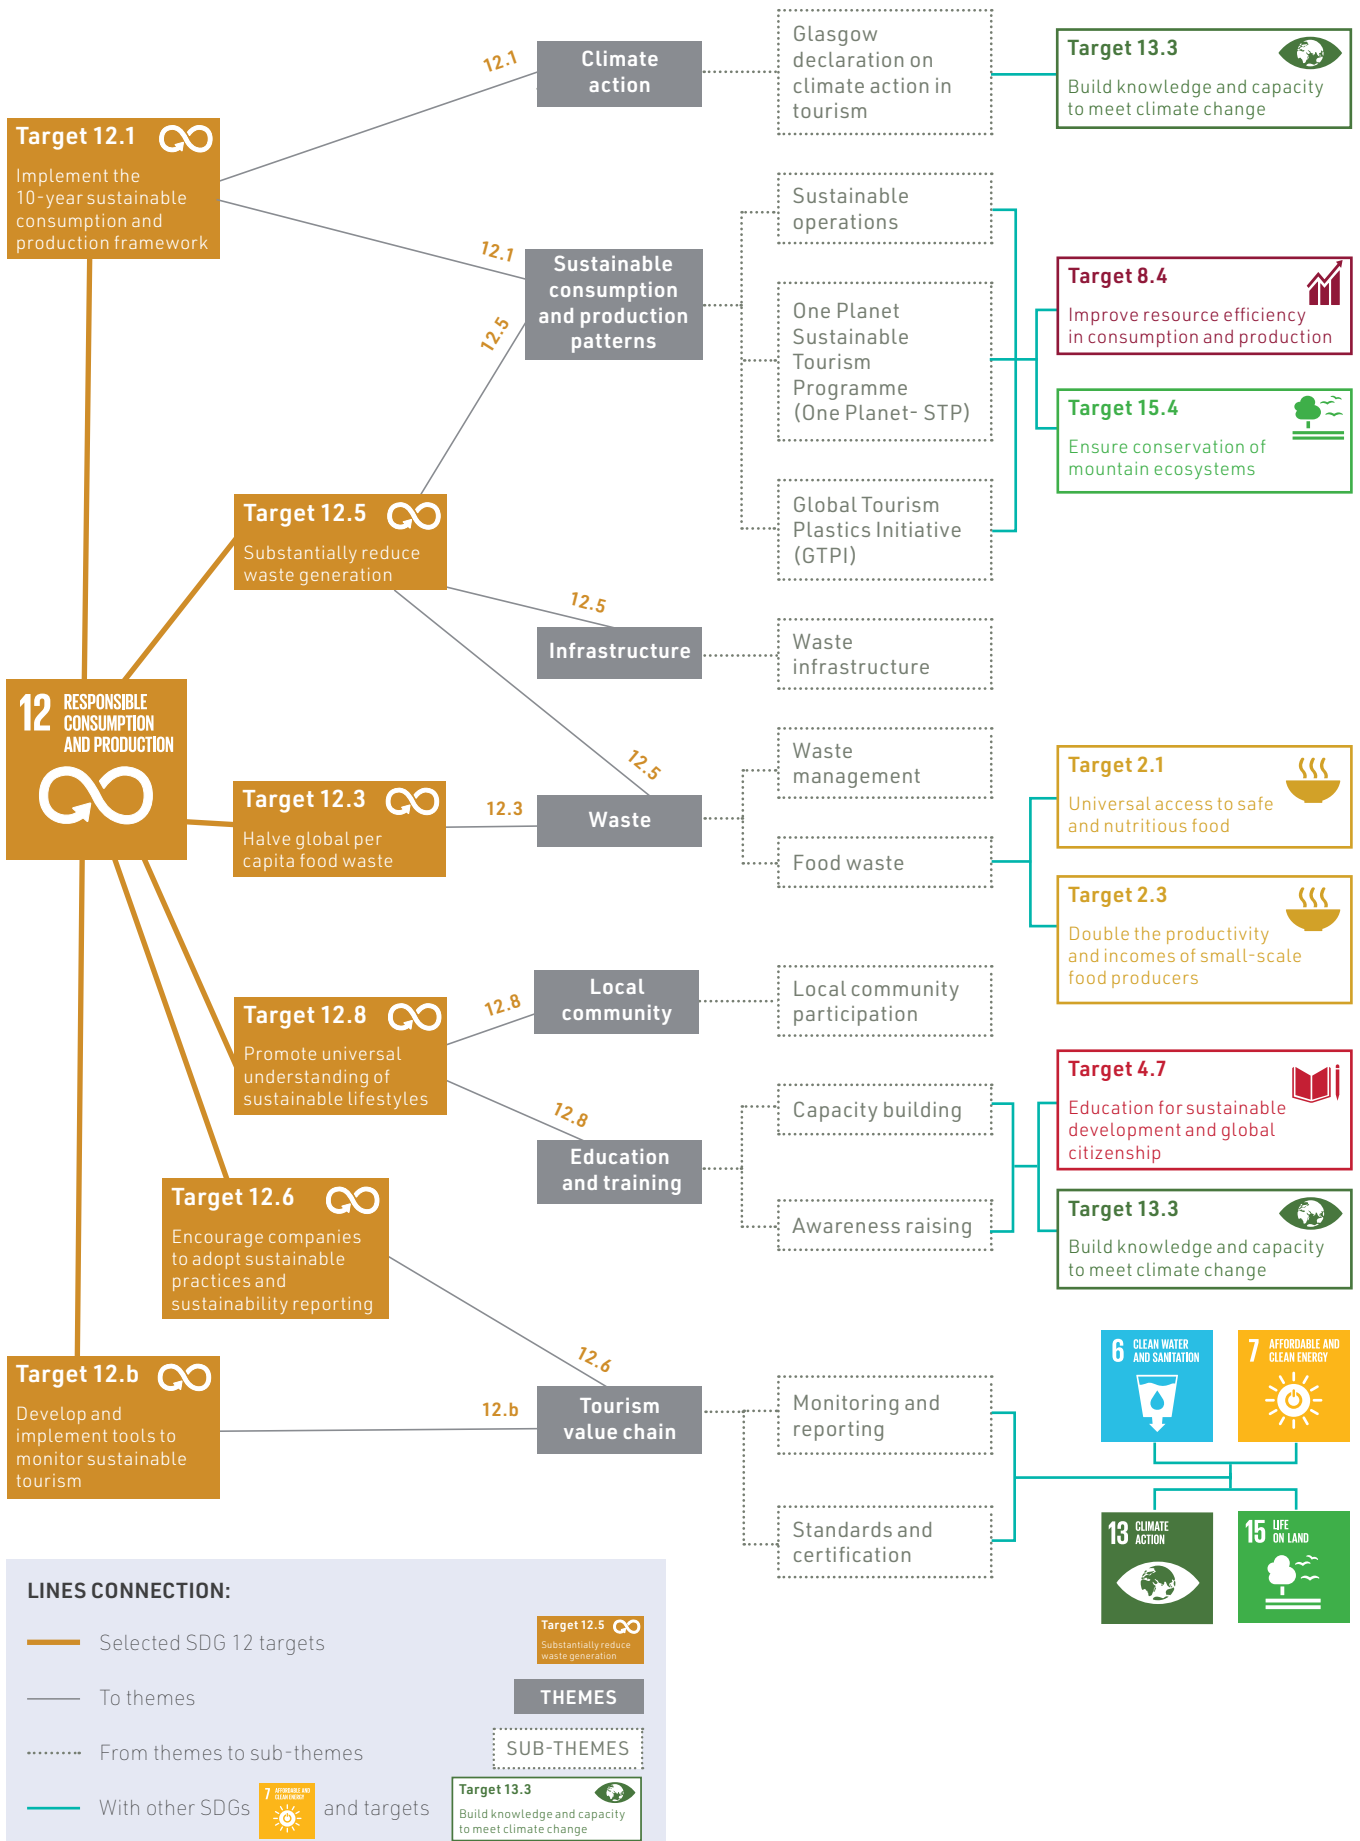 12.1
Climate
action
Glasgow
declaration on
climate action in
tourism
Target 13.3
Build knowledge and capacity
to meet climate change
Target 12.1
Implement the
10-year sustainable
consumption and
production framework
12.1
12.5
Sustainable
consumption
and production
patterns
Sustainable
operations
One Planet
Sustainable
Tourism
Programme
(One Planet- STP)
Global Tourism
Plastics Initiative
(GTPI)
Target 8.4
Improve resource efficiency
in consumption and production
Target 15.4
Ensure conservation of
mountain ecosystems
Target 12.5
Substantially reduce
waste generation
12.5
Infrastructure
Waste
infrastructure
12 RESPONSIBLE
CONSUMPTION
AND PRODUCTION
12.5
Target 12.3
Halve global per
capita food waste
12.3
Waste
Waste
management
Food waste
Target 2.1
Universal access to safe
and nutritious food
Target 2.3
Double the productivity
and incomes of small-scale
food producers
Target 12.8
Promote universal
understanding of
sustainable lifestyles
12.8
Local
community
Local community
participation
12.8
Education
and training
Capacity building
Awareness raising
Target 4.7
Education for sustainable
development and global
citizenship
Target 13.3
Build knowledge and capacity
to meet climate change
Target 12.6
Encourage companies
to adopt sustainable
practices and
sustainability reporting
12.6
Target 12.b
Develop and
implement tools to
monitor sustainable
tourism
12.b
Tourism
value chain
Monitoring and
reporting
Standards and
certification
6 CLEAN WATER
AND SANITATION
7 AFFORDABLE AND
CLEAN ENERGY
13 CLIMATE
ACTION
15 LIFE
ON LAND
LINES CONNECTION:
Selected SDG 12 targets
Target 12.5
Substantially reduce
waste generation
To themes
THEMES
From themes to sub-themes
SUB-THEMES
With other SDGs
7 AFFORDABLE AND
CLEAN ENERGY
and targets
Target 13.3
Build knowledge and capacity
to meet climate change